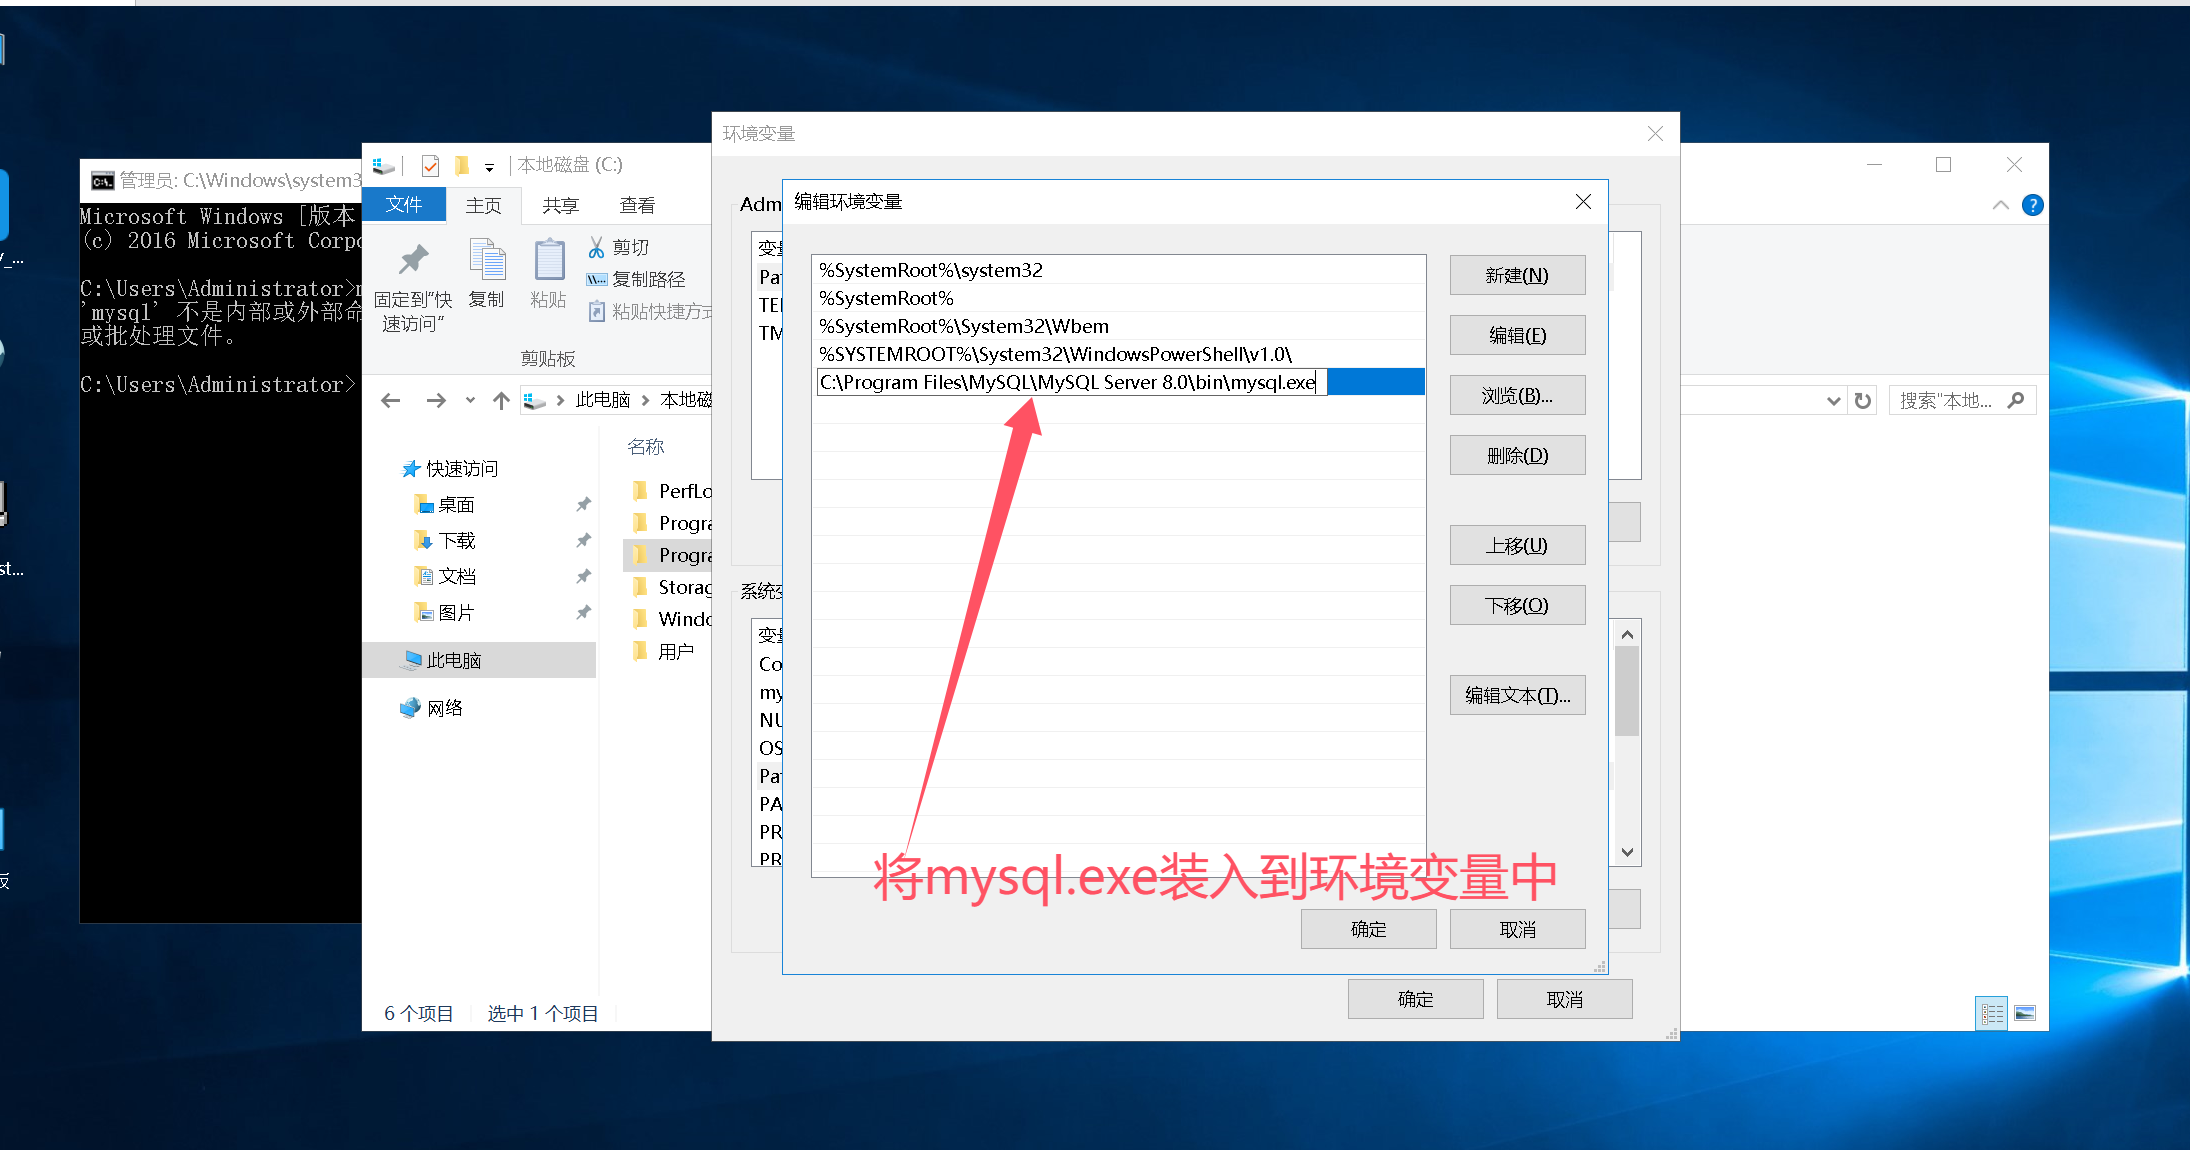 管理员: C:\Windows\system3
Microsoft Windows [版本
(c) 2016 Microsoft Corpo
C:\Users\Administrator>
'mysql' 不是内部或外部命
或批处理文件。
C:\Users\Administrator>
本地磁盘 (C:)
文件 主页 共享 查看
固定到"快
速访问"
复制
粘贴
剪切
复制路径
粘贴快捷方式
剪贴板
此电脑 本地磁
搜索"本地...
名称
快速访问
桌面
下载
文档
图片
此电脑
网络
PerfLo
Progra
Progra
Storag
Windo
用户
6 个项目 选中 1 个项目
环境变量
Adm
变量
Pat
TE
TM
系统变
变量
Co
my
NU
OS
Pat
PA
PR
PR
编辑环境变量
%SystemRoot%\system32
%SystemRoot%
%SystemRoot%\System32\Wbem
%SYSTEMROOT%\System32\WindowsPowerShell\v1.0\
C:\Program Files\MySQL\MySQL Server 8.0\bin\mysql.exe
新建(N)
编辑(E)
浏览(B)...
删除(D)
上移(U)
下移(O)
编辑文本(T)...
将mysql.exe装入到环境变量中
确定 取消
确定 取消